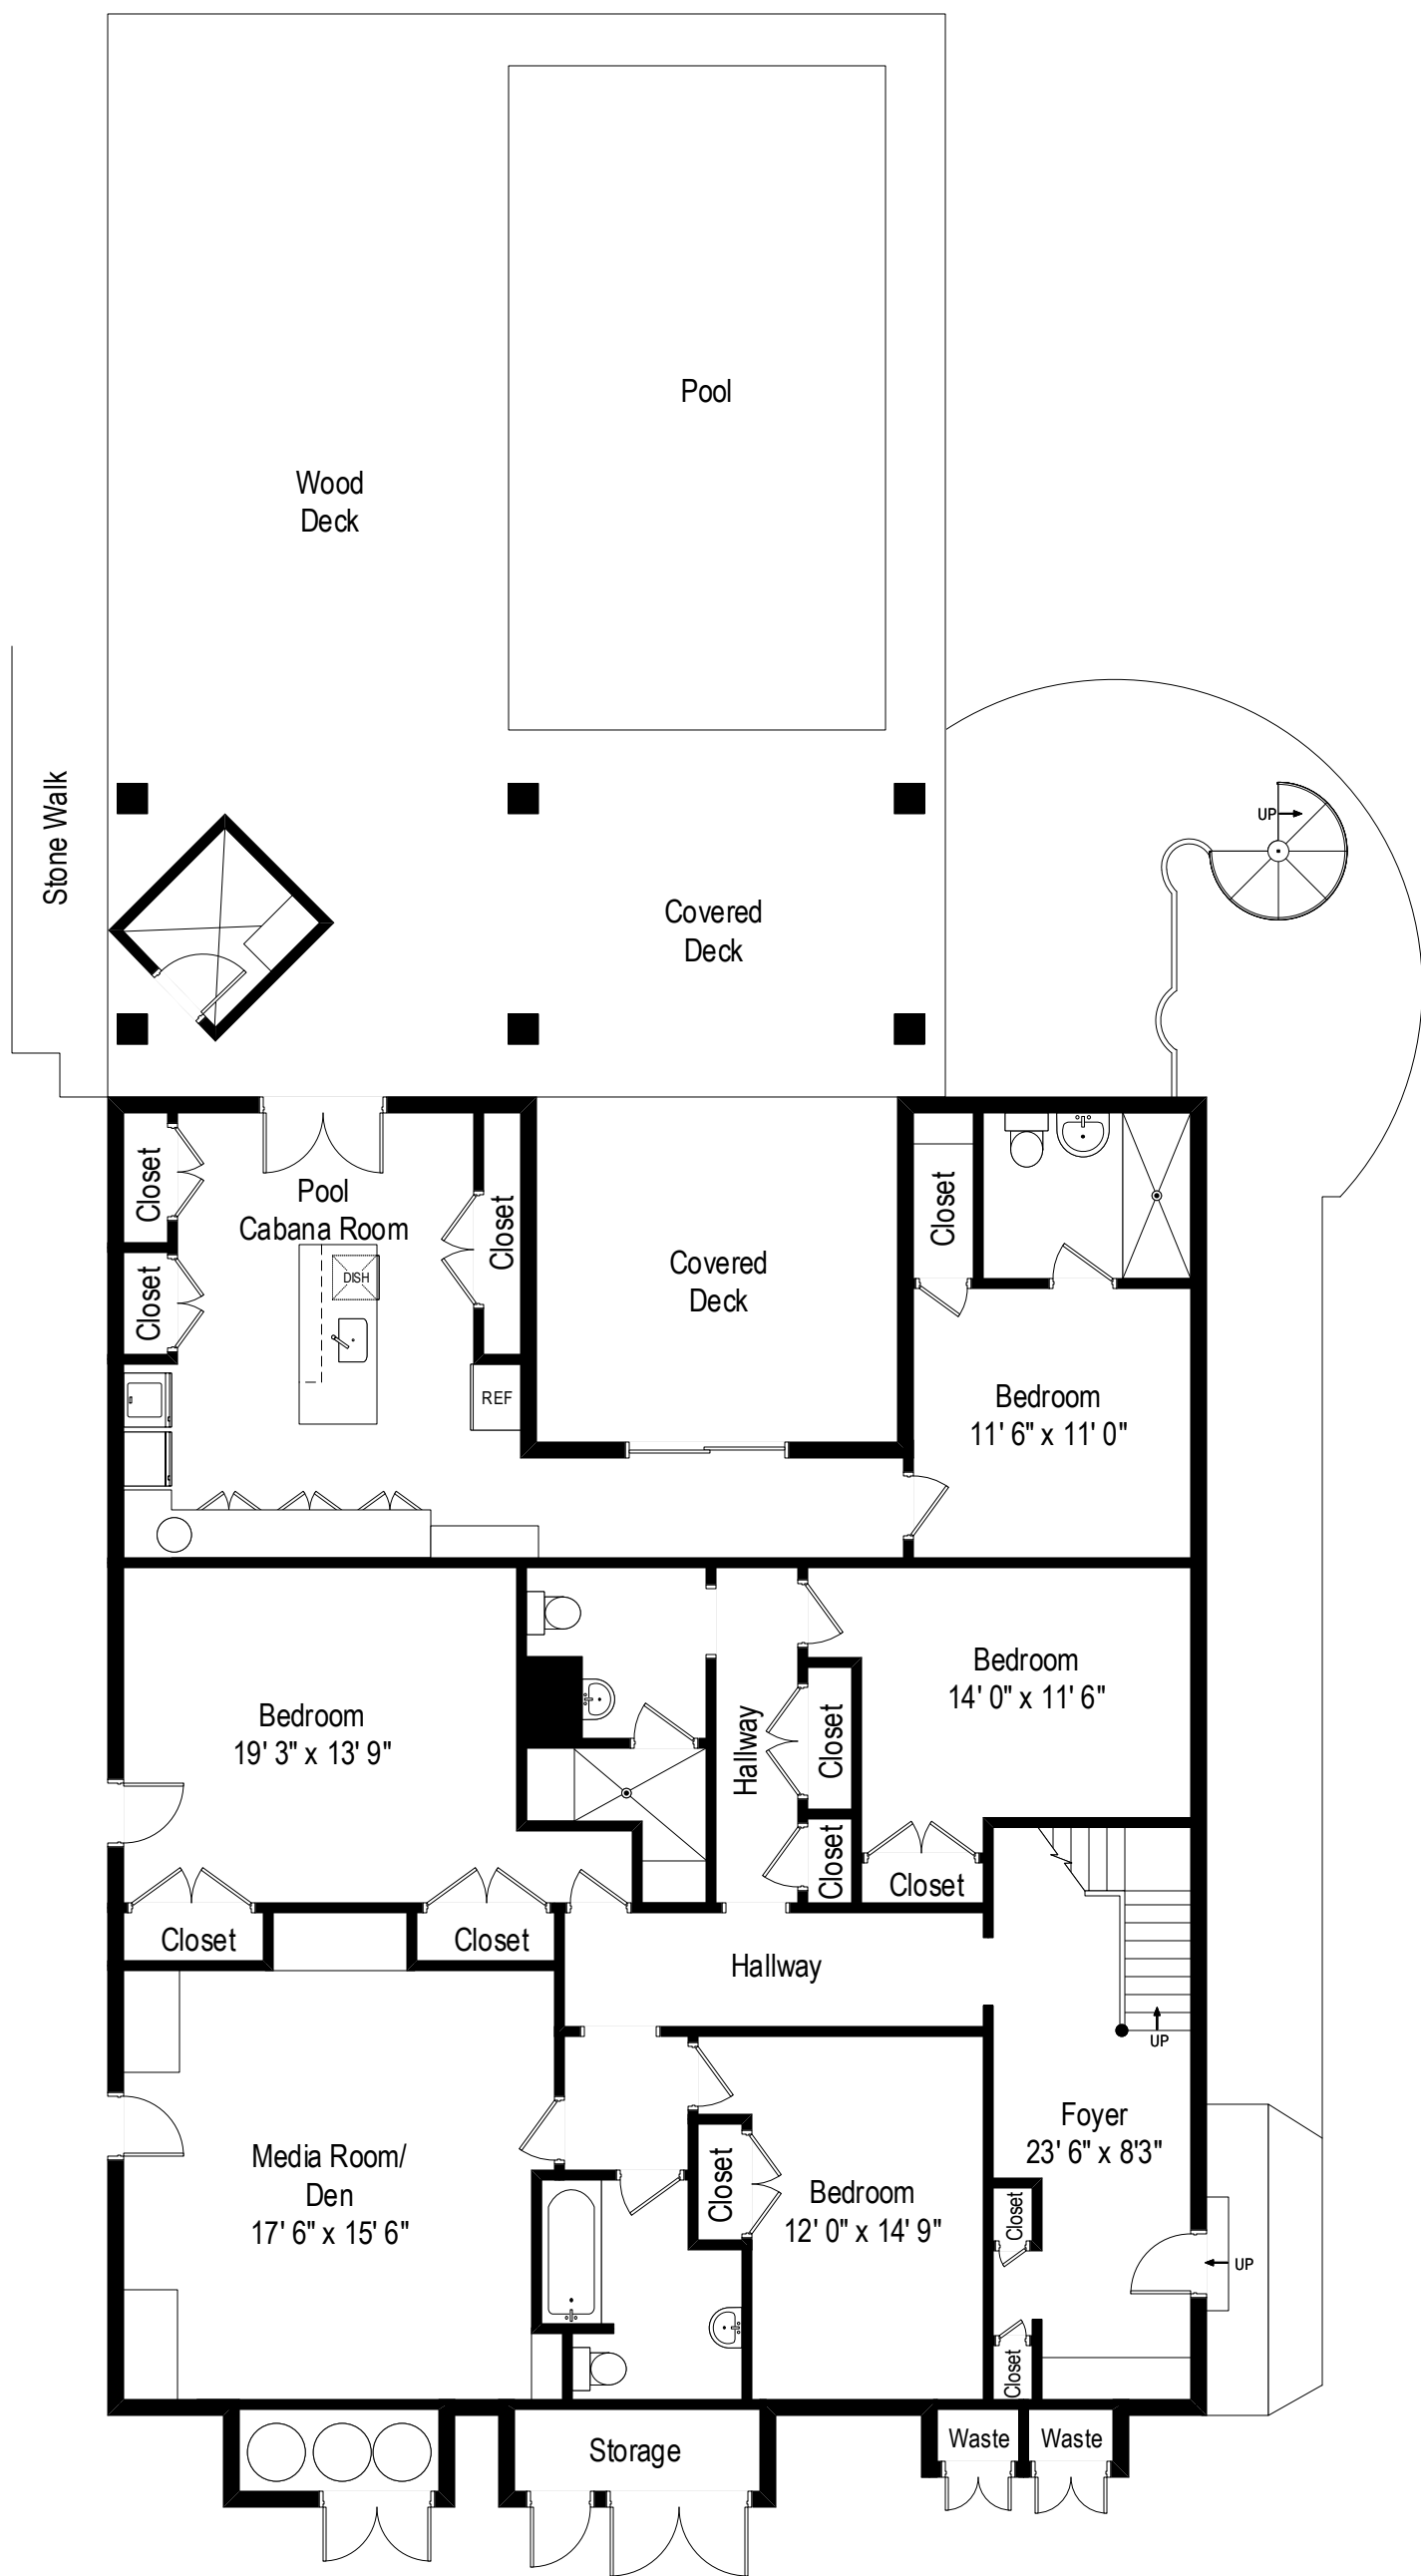 Pool
Wood
Deck
Stone Walk
UP
Covered
Deck
Closet
Pool
Cabana Room
Closet
Closet
DISH
REF
Covered
Deck
Closet
Bedroom
11' 6" x 11' 0"
Bedroom
19' 3" x 13' 9"
Hallway
Closet
Closet
Bedroom
14' 0" x 11' 6"
Closet
Closet
Closet
Hallway
UP
Media Room/
Den
17' 6" x 15' 6"
Closet
Bedroom
12' 0" x 14' 9"
Foyer
23' 6" x 8'3"
Closet
UP
Closet
Storage
Waste
Waste